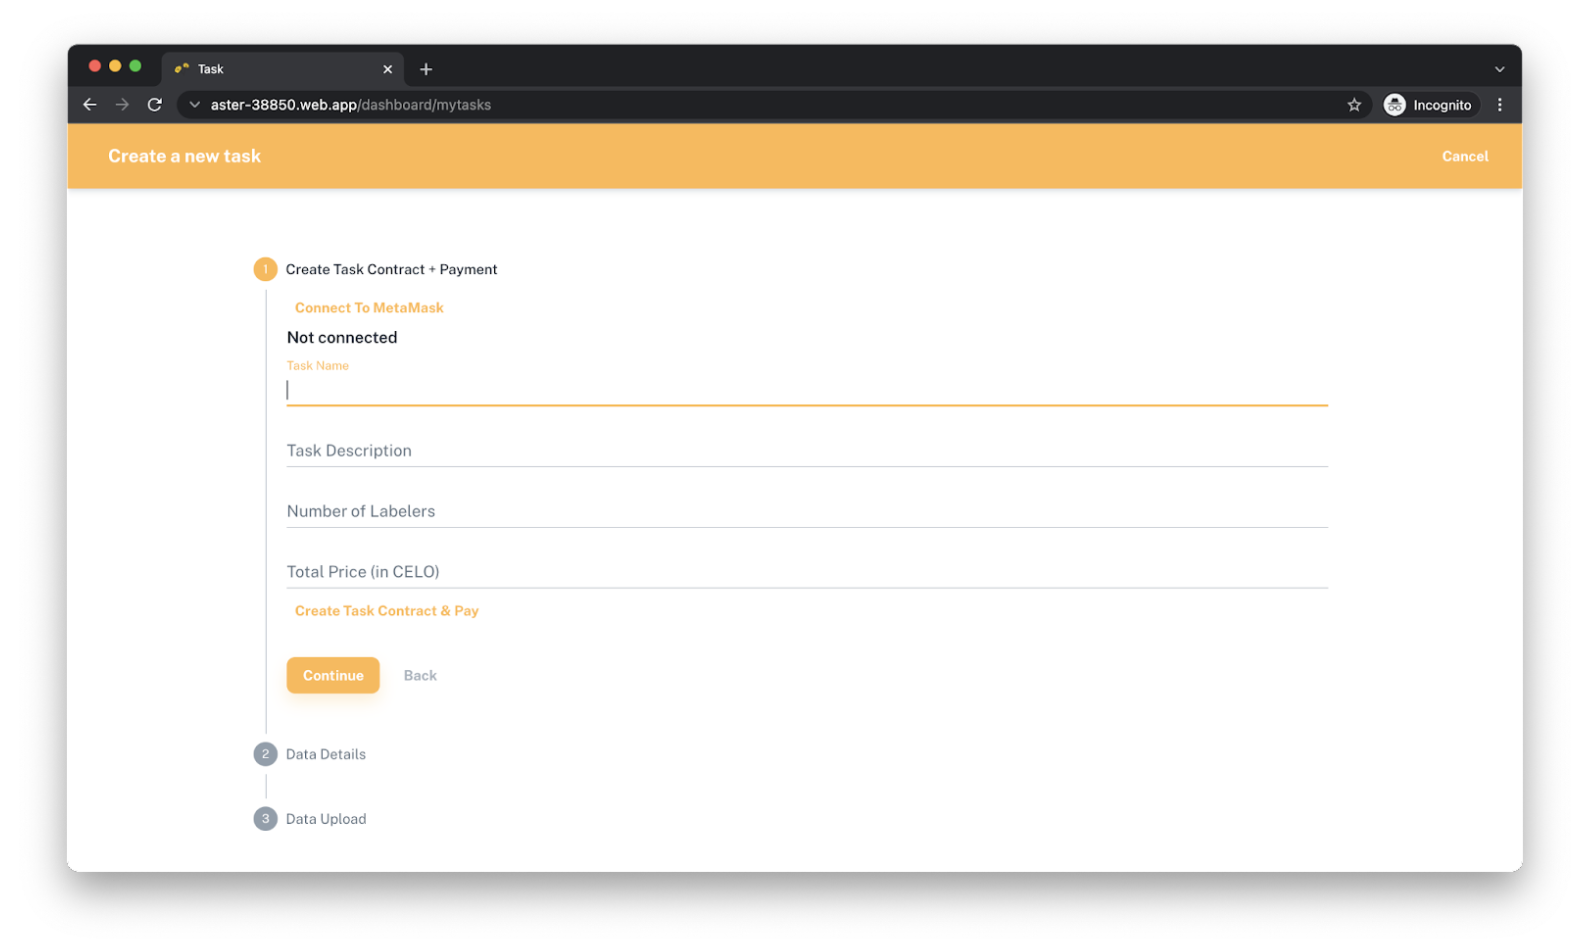 Task
aster-38850.web.app/dashboard/mytasks
Incognito
Create a new task
Cancel
1 Create Task Contract + Payment
Connect To MetaMask
Not connected
Task Name
Task Description
Number of Labelers
Total Price (in CELO)
Create Task Contract & Pay
Continue Back
2 Data Details
3 Data Upload